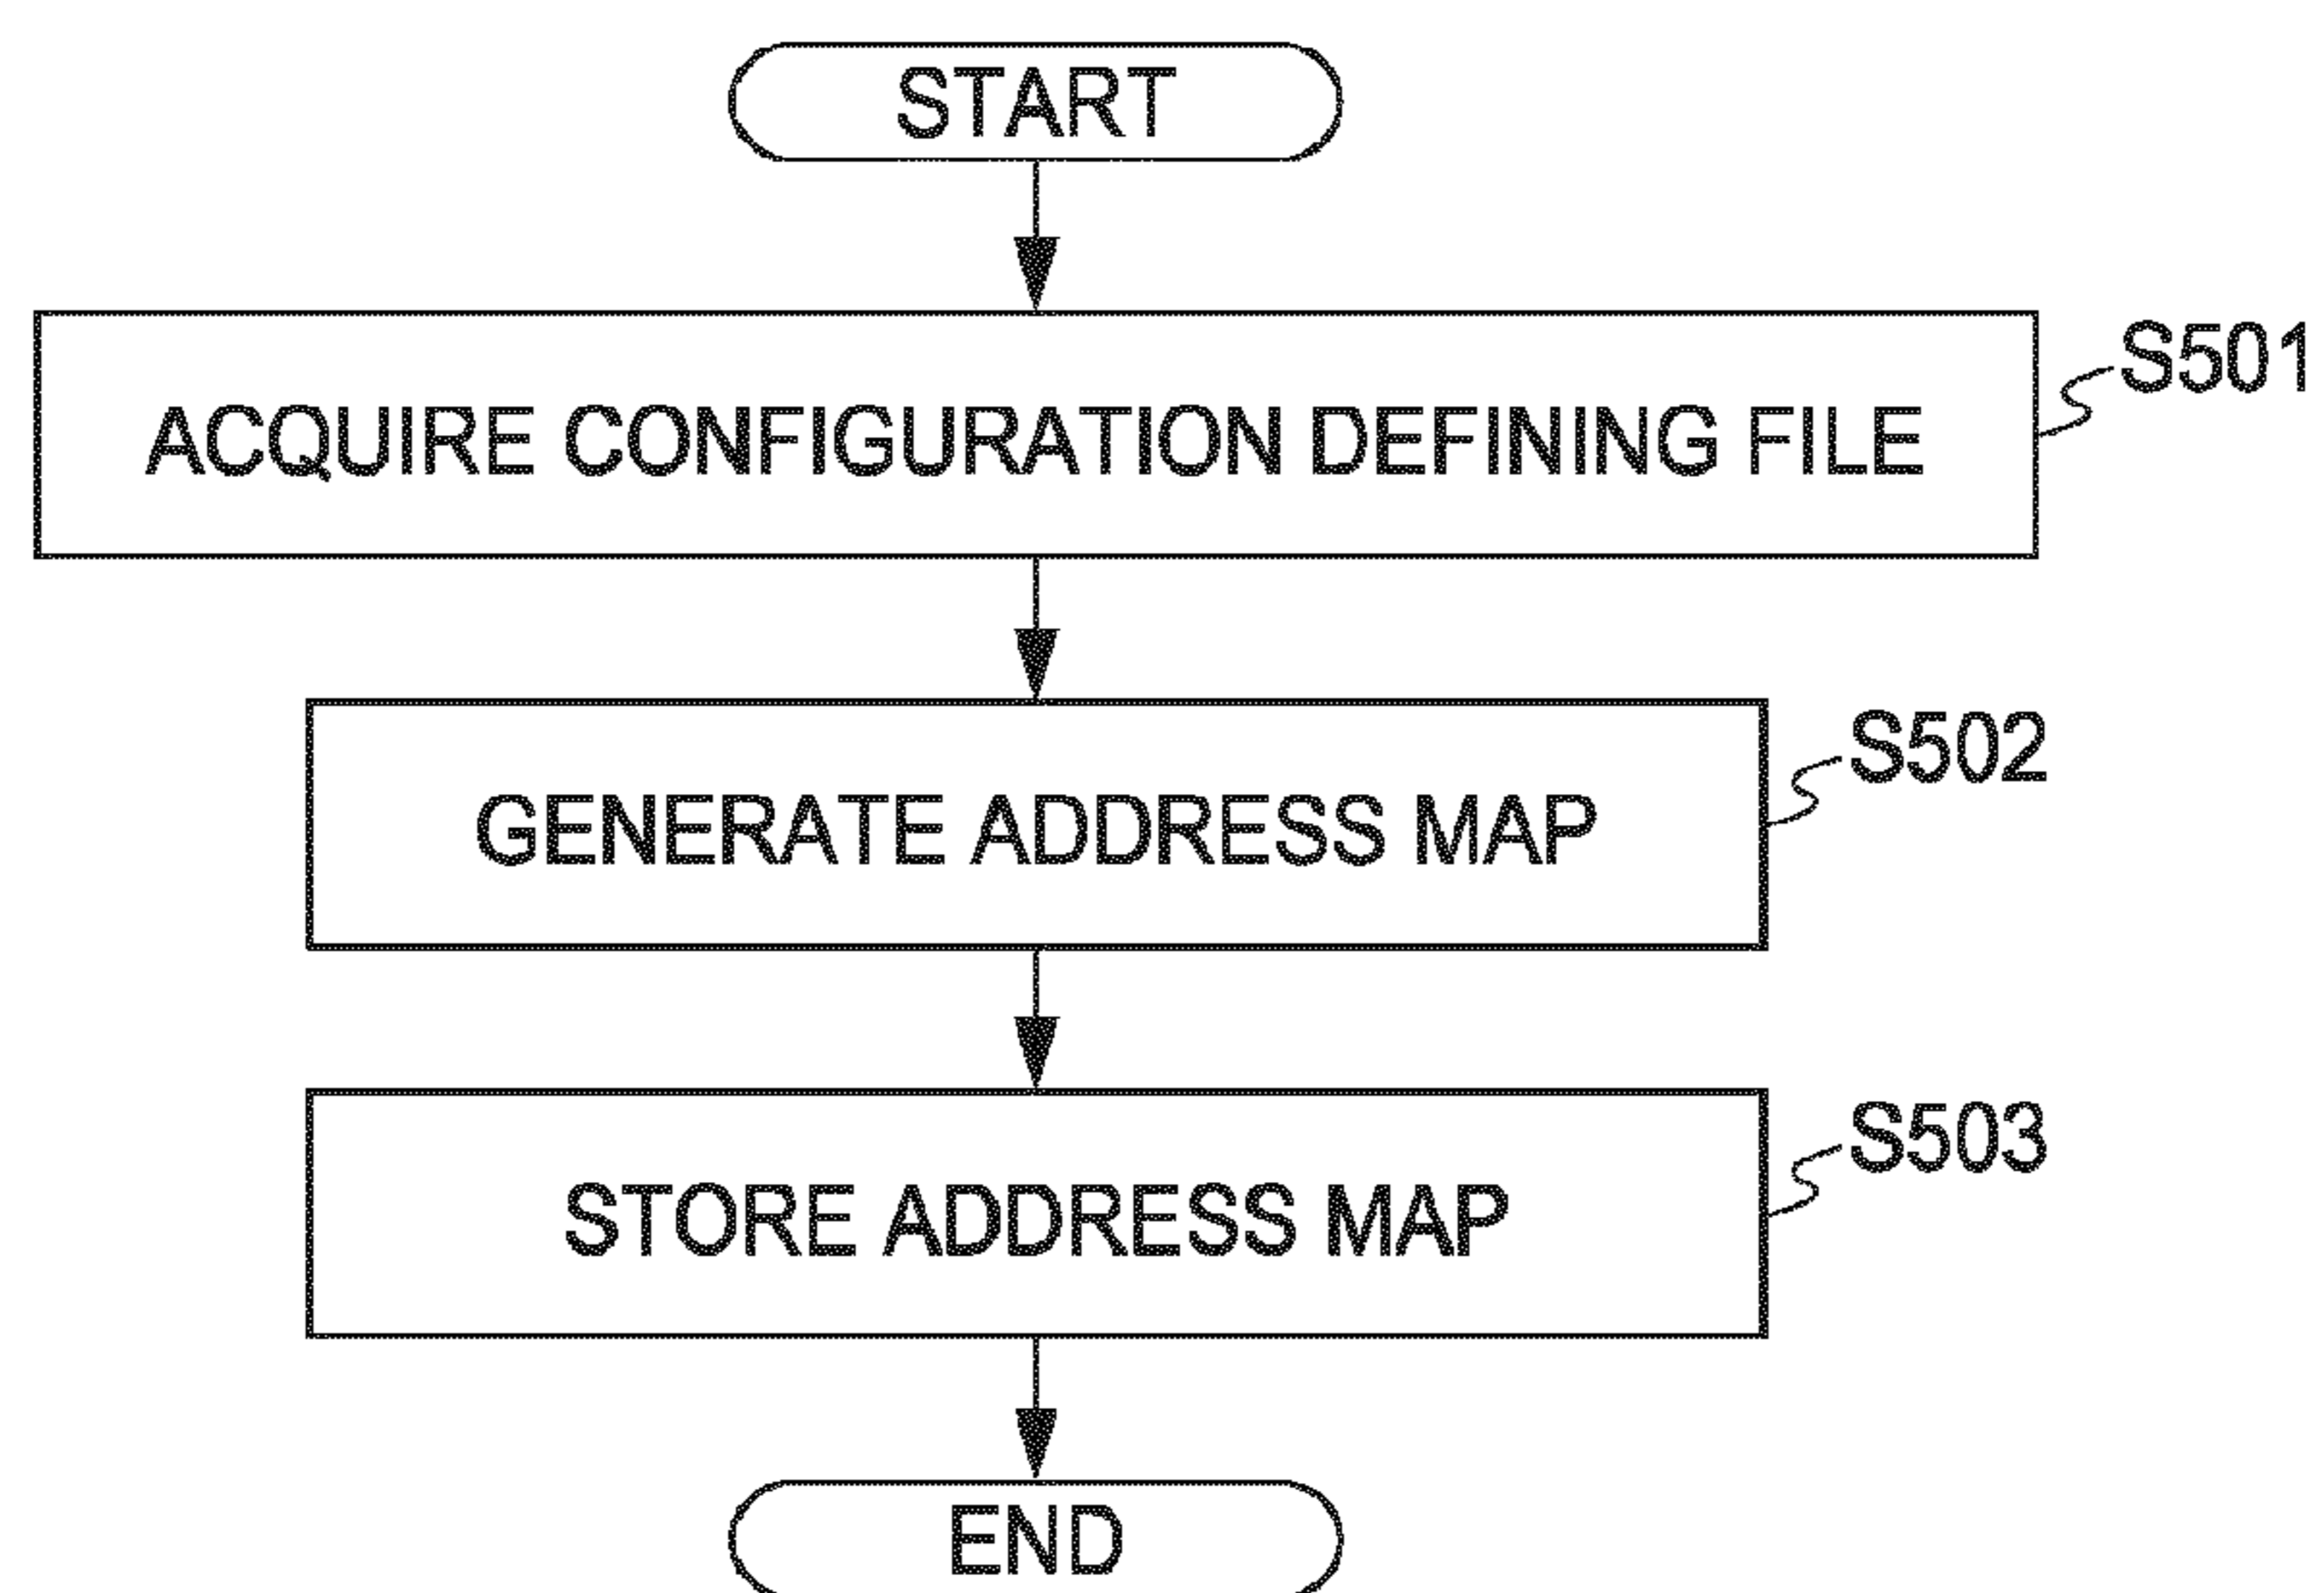 START
ACQUIRE CONFIGURATION DEFINING FILE
S501
GENERATE ADDRESS MAP
S502
STORE ADDRESS MAP
S503
END